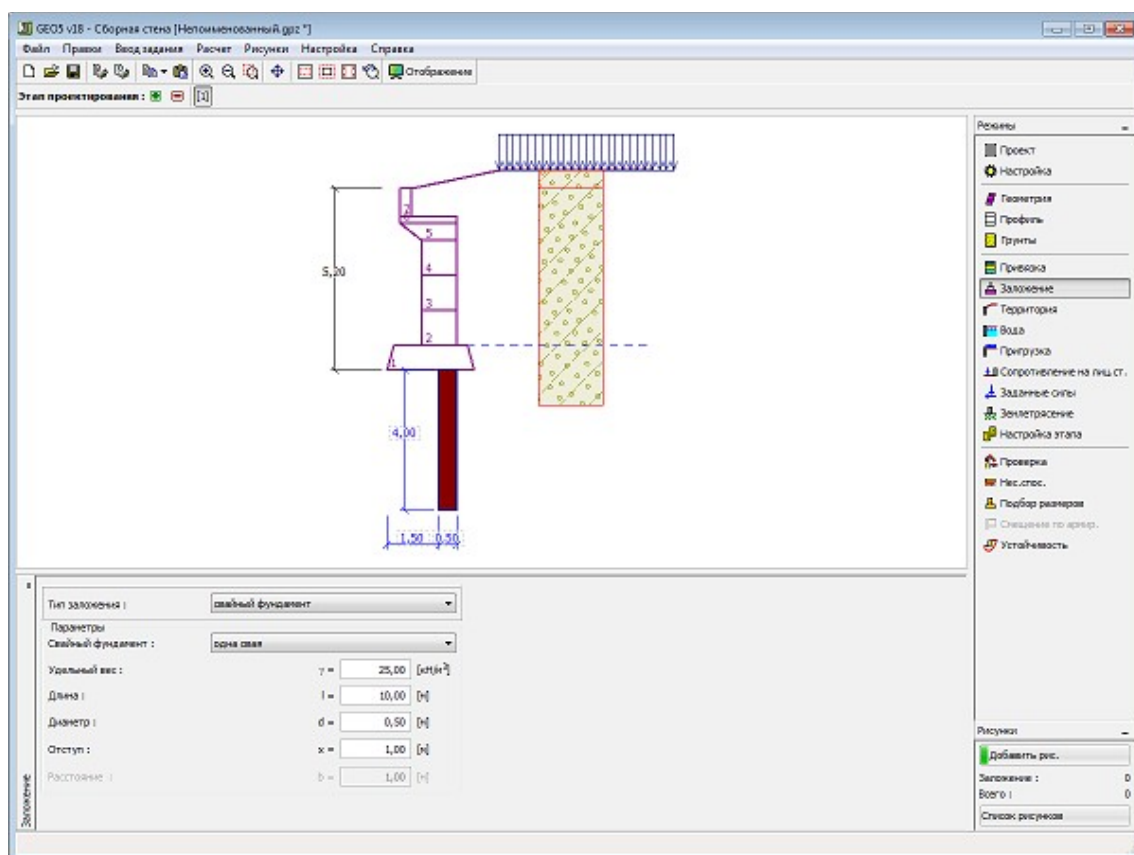 GEO5 v18 - Сборная стена [Непоименованный.gpz *]
Файл Правки Ввод задания Расчет Рисунки Настройка Справка
Отображение
Этап проектирования : [1]
5,20
7
6
5
4
3
2
1
4,00
1,50 0,50
Режимы
Проект
Настройка
Геометрия
Профиль
Грунты
Привязка
Заложение
Территория
Вода
Пригрузка
Сопротивление на лиц.ст.
Заданные силы
Землетрясение
Настройка этапа
Проверка
Нес.спос.
Подбор размеров
Смещение по армир.
Устойчивость
Заложение
Тип заложения : свайный фундамент
Параметры
Свайный фундамент : одна свая
Удельный вес : γ = 25,00 [кН/м³]
Длина : l = 10,00 [м]
Диаметр : d = 0,50 [м]
Отступ : x = 1,00 [м]
Расстояние : b = 1,00 [м]
Рисунки
Добавить рис.
Заложение : 0
Всего : 0
Список рисунков